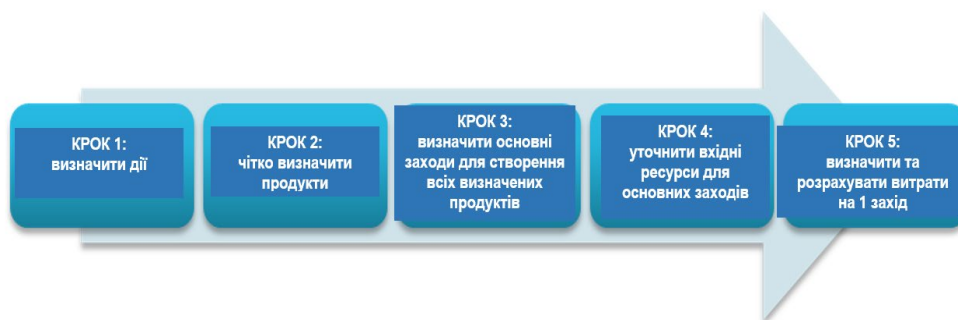 КРОК 1:
визначити дії
КРОК 2:
чітко визначити
продукти
КРОК 3:
визначити основні
заходи для створення
всіх визначених
продуктів
КРОК 4:
уточнити вхідні
ресурси для
основних заходів
КРОК 5:
визначити та
розрахувати витрати
на 1 захід